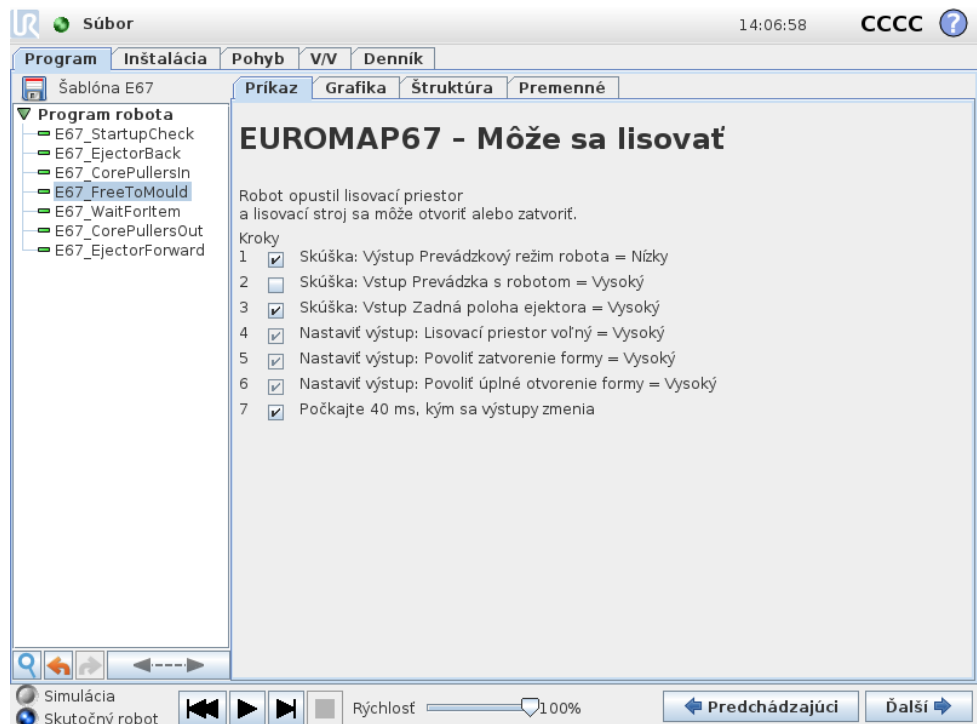 UR Súbor 14:06:58 CCCC ?
Program Inštalácia Pohyb V/V Denník
Šablóna E67
Príkaz Grafika Štruktúra Premenné
Program robota
E67_StartupCheck
E67_EjectorBack
E67_CorePullersIn
E67_FreeToMould
E67_WaitForItem
E67_CorePullersOut
E67_EjectorForward
EUROMAP67 – Môže sa lisovať
Robot opustil lisovací priestor
a lisovací stroj sa môže otvoriť alebo zatvoriť.
Kroky
1 Skúška: Výstup Prevádzkový režim robota = Nízky
2 Skúška: Vstup Prevádzka s robotom = Vysoký
3 Skúška: Vstup Zadná poloha ejektora = Vysoký
4 Nastaviť výstup: Lisovací priestor voľný = Vysoký
5 Nastaviť výstup: Povoliť zatvorenie formy = Vysoký
6 Nastaviť výstup: Povoliť úplné otvorenie formy = Vysoký
7 Počkajte 40 ms, kým sa výstupy zmenia
Simulácia
Skutočný robot
Rýchlosť 100%
Predchádzajúci Ďalší